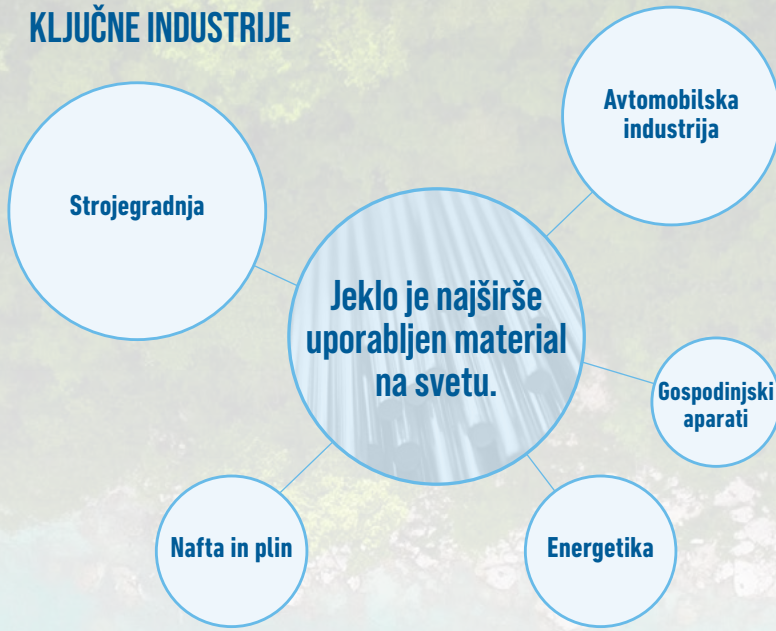 KLJUČNE INDUSTRIJE
Avtomobilska
industrija
Strojegradnja
Jeklo je najširše
uporabljen material
na svetu.
Gospodinjski
aparati
Nafta in plin
Energetika